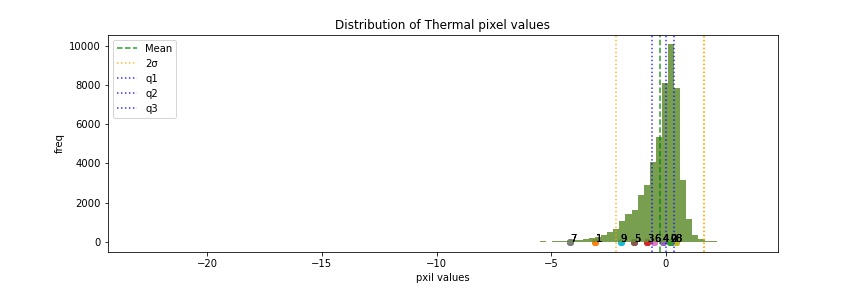 Distribution of Thermal pixel values
Mean
2σ
q1
q2
q3
freq
10000
8000
6000
4000
2000
0
7 1 9 5 3 6 4 8
−20 −15 −10 −5 0
pxil values